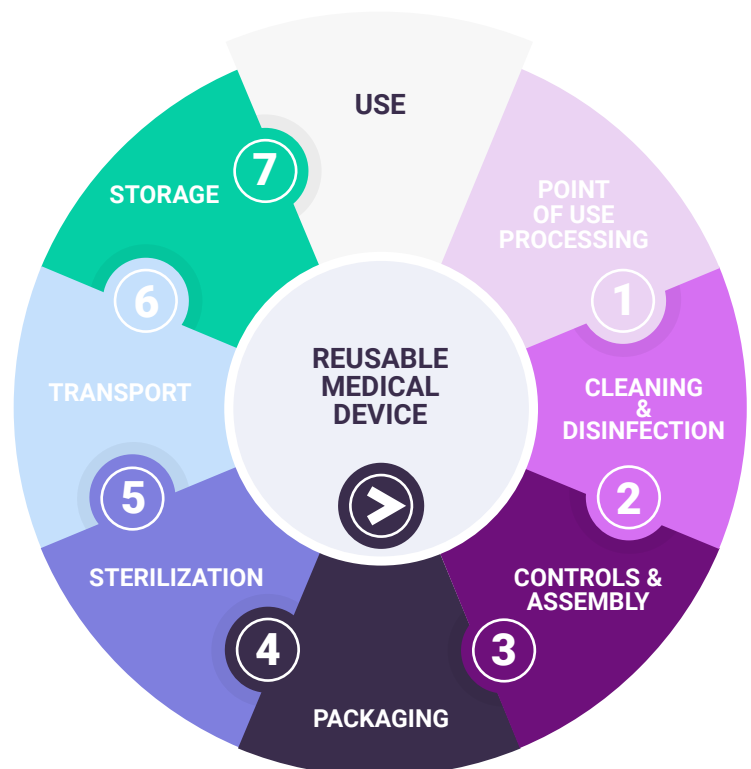 USE
POINT
OF USE
PROCESSING
1
CLEANING
&
DISINFECTION
2
CONTROLS &
ASSEMBLY
3
PACKAGING
4
STERILIZATION
5
TRANSPORT
6
STORAGE
7
REUSABLE
MEDICAL
DEVICE